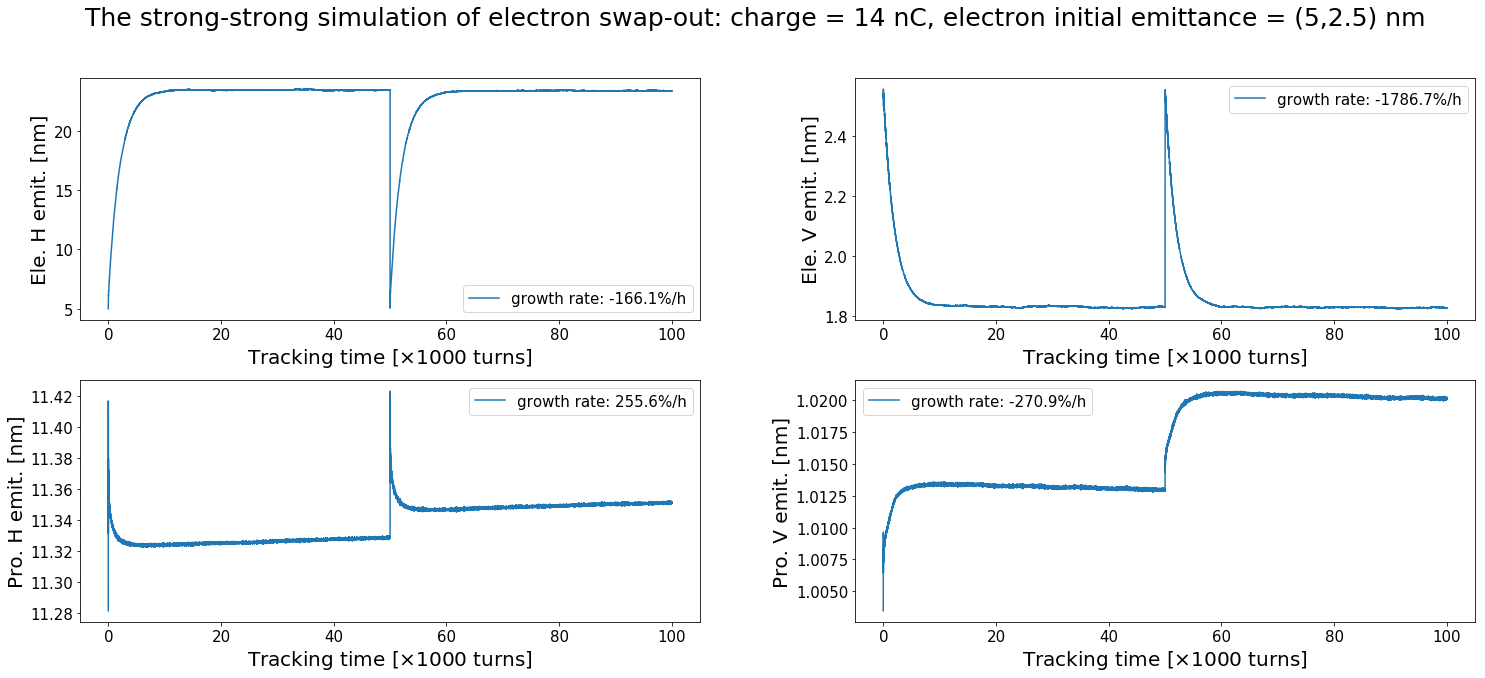 The strong-strong simulation of electron swap-out: charge = 14 nC, electron initial emittance = (5,2.5) nm
Ele. H emit. [nm]
20
15
10
5
growth rate: -166.1%/h
0 20 40 60 80 100
Tracking time [×1000 turns]
Ele. V emit. [nm]
2.4
2.2
2.0
1.8
growth rate: -1786.7%/h
0 20 40 60 80 100
Tracking time [×1000 turns]
Pro. H emit. [nm]
11.42
11.40
11.38
11.36
11.34
11.32
11.30
11.28
growth rate: 255.6%/h
0 20 40 60 80 100
Tracking time [×1000 turns]
Pro. V emit. [nm]
1.0200
1.0175
1.0150
1.0125
1.0100
1.0075
1.0050
growth rate: -270.9%/h
0 20 40 60 80 100
Tracking time [×1000 turns]